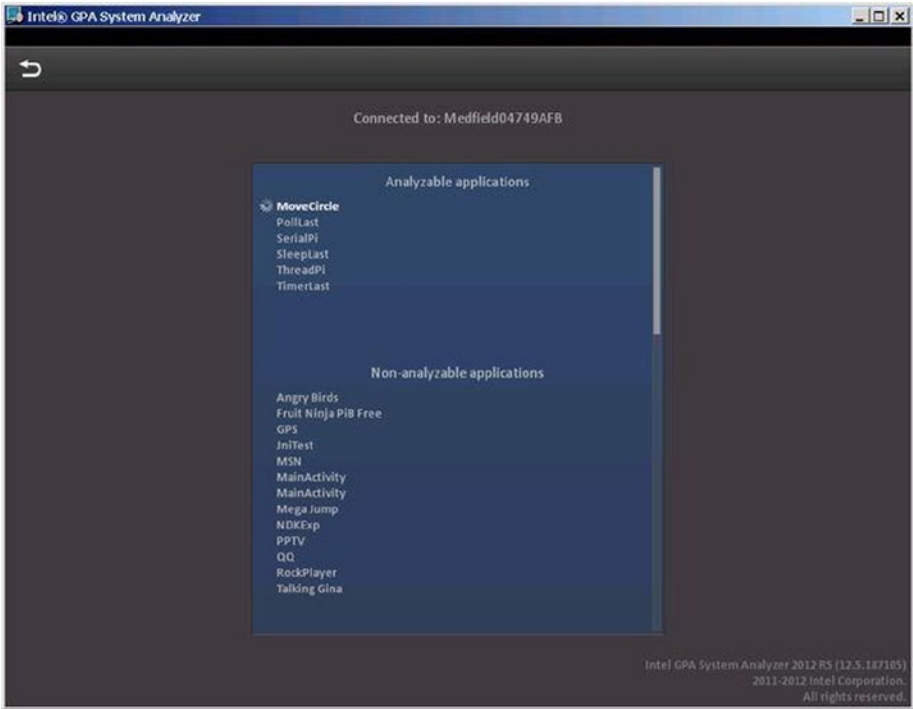 Intel® GPA System Analyzer
Connected to: Medfield04749AFB
Analyzable applications
MoveCircle
PollLast
SerialPi
SleepLast
ThreadPi
TimerLast
Non-analyzable applications
Angry Birds
Fruit Ninja PiB Free
GPS
JniTest
MSN
MainActivity
MainActivity
Mega Jump
NDKExp
PPTV
QQ
RockPlayer
Talking Gina
Intel GPA System Analyzer 2012 R5 (12.5.187105)
2011-2012 Intel Corporation.
All rights reserved.